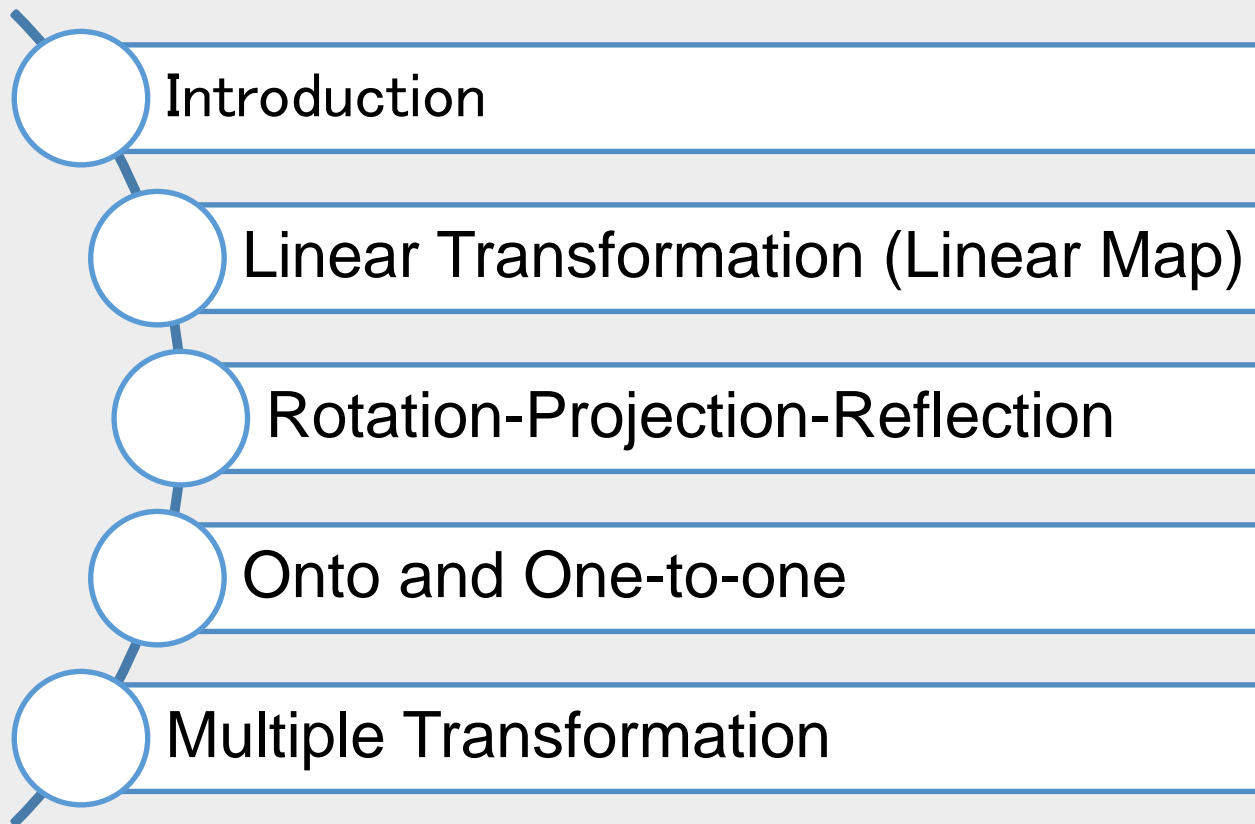 Introduction
Linear Transformation (Linear Map)
Rotation-Projection-Reflection
Onto and One-to-one
Multiple Transformation